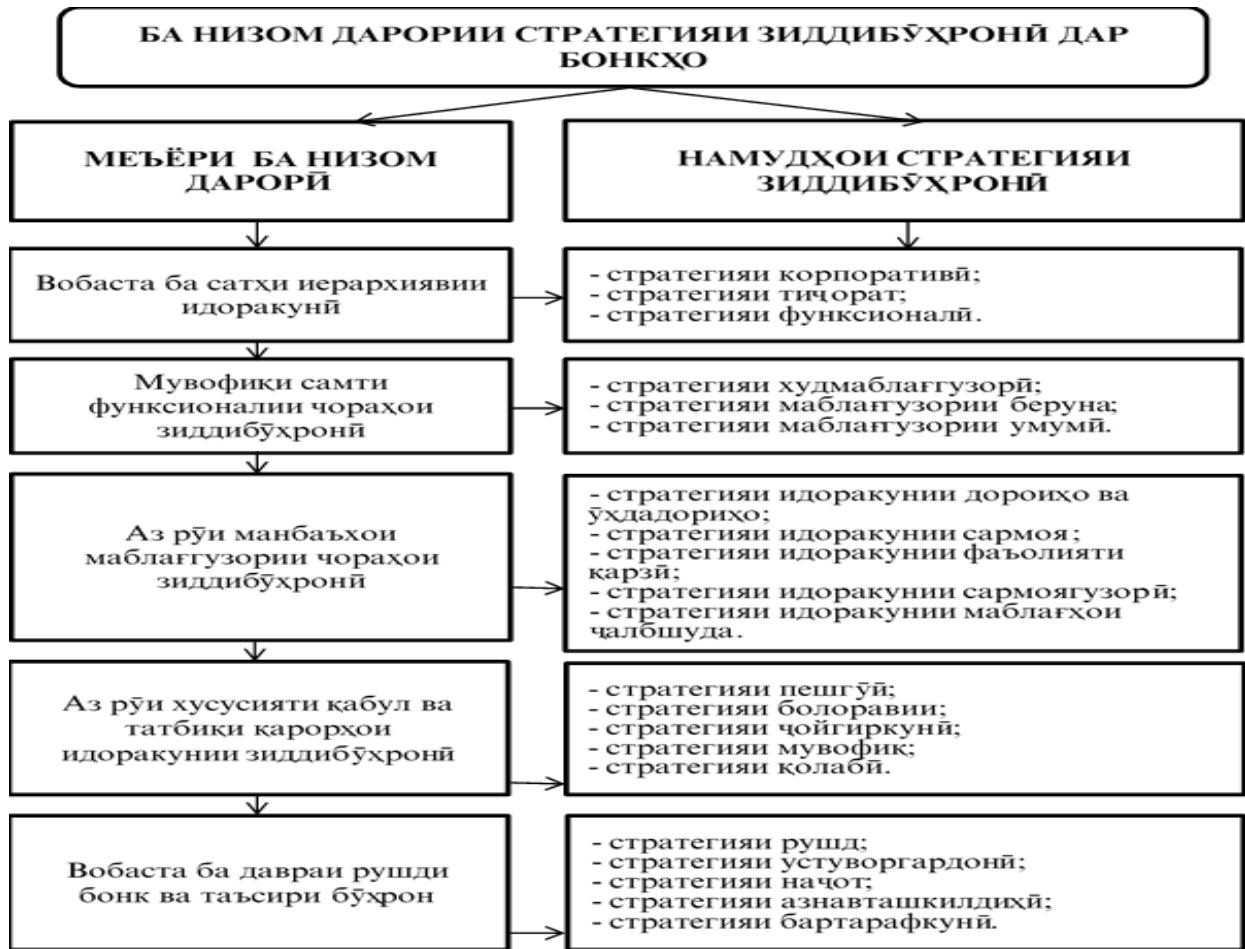 БА НИЗОМ ДАРОРИИ СТРАТЕГИЯИ ЗИДДИБӮҲРОНӢ ДАР
БОНКҲО
МЕЪЁРИ БА НИЗОМ
ДАРОРӢ
НАМУДҲОИ СТРАТЕГИЯИ
ЗИДДИБӮҲРОНӢ
Вобаста ба сатҳи иерархиявии
идоракунӣ
- стратегияи корпоративӣ;
- стратегияи тиҷорат;
- стратегияи функсионалӣ.
Мувофиқи самти
функсионалии чораҳои
зиддибӯҳронӣ
- стратегияи худмаблағгузорӣ;
- стратегияи маблағгузории беруна;
- стратегияи маблағгузории умумӣ.
Аз рӯи манбаъҳои
маблағгузории чораҳои
зиддибӯҳронӣ
- стратегияи идоракунии дороиҳо ва
ӯҳдадориҳо;
- стратегияи идоракунии сармоя;
- стратегияи идоракунии фаъолияти
қарзӣ;
- стратегияи идоракунии сармоягузорӣ;
- стратегияи идоракунии маблағҳои
ҷалбшуда.
Аз рӯи хусусияти қабул ва
татбиқи қарорҳои
идоракунии зиддибӯҳронӣ
- стратегияи пешгӯӣ;
- стратегияи болоравии;
- стратегияи ҷойгиркунӣ;
- стратегияи мувофиқ;
- стратегияи қолабӣ.
Вобаста ба давраи рушди
бонк ва таъсири бӯҳрон
- стратегияи рушд;
- стратегияи устуворгардонӣ;
- стратегияи наҷот;
- стратегияи азнавташкилдиҳӣ;
- стратегияи бартарафкунӣ.